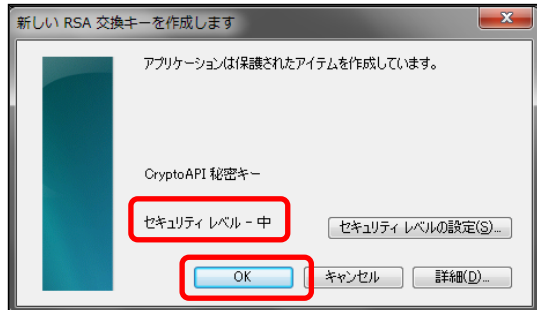 新しい RSA 交換キーを作成します
アプリケーションは保護されたアイテムを作成しています。
CryptoAPI 秘密キー
セキュリティ レベル - 中
セキュリティ レベルの設定(S)...
OK
キャンセル
詳細(D)...